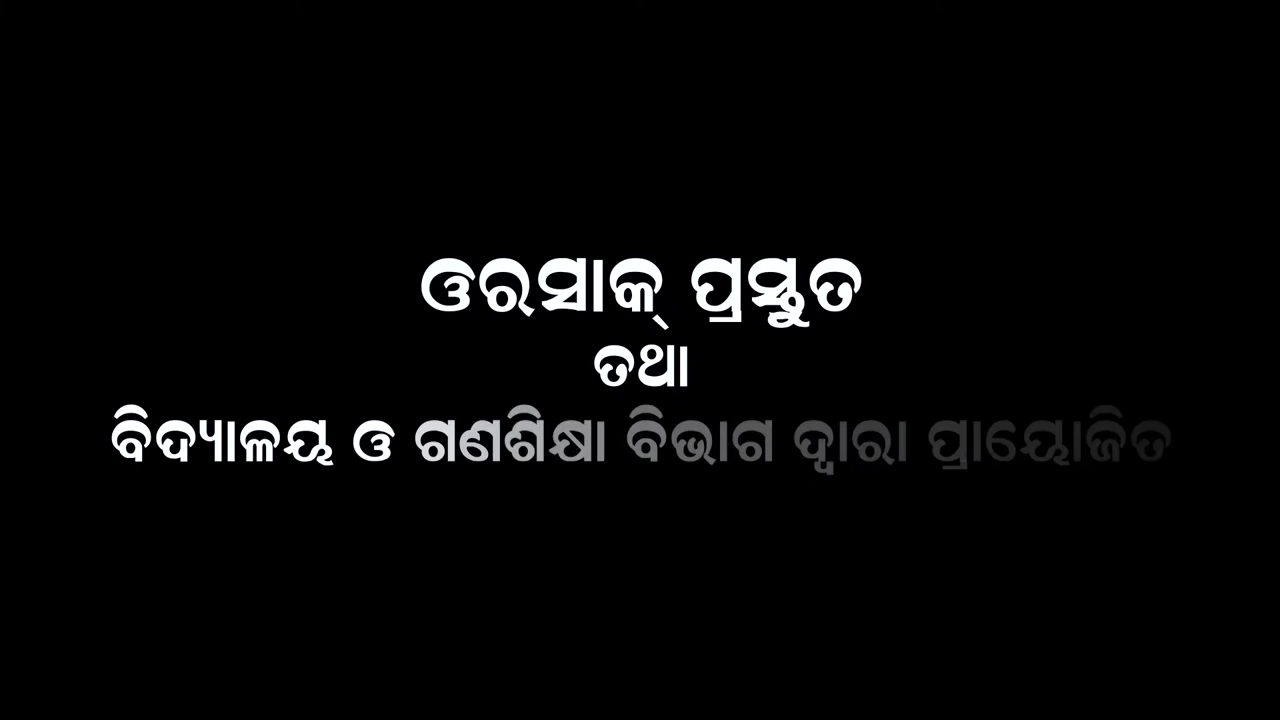 ଓରସାକ୍ ପ୍ରସ୍ତୁତ
ତଥା
ବିଦ୍ୟାଳୟ ଓ ଗଣଶିକ୍ଷା ବିଭାଗ ଦ୍ୱାରା ପ୍ରାୟୋଜିତ